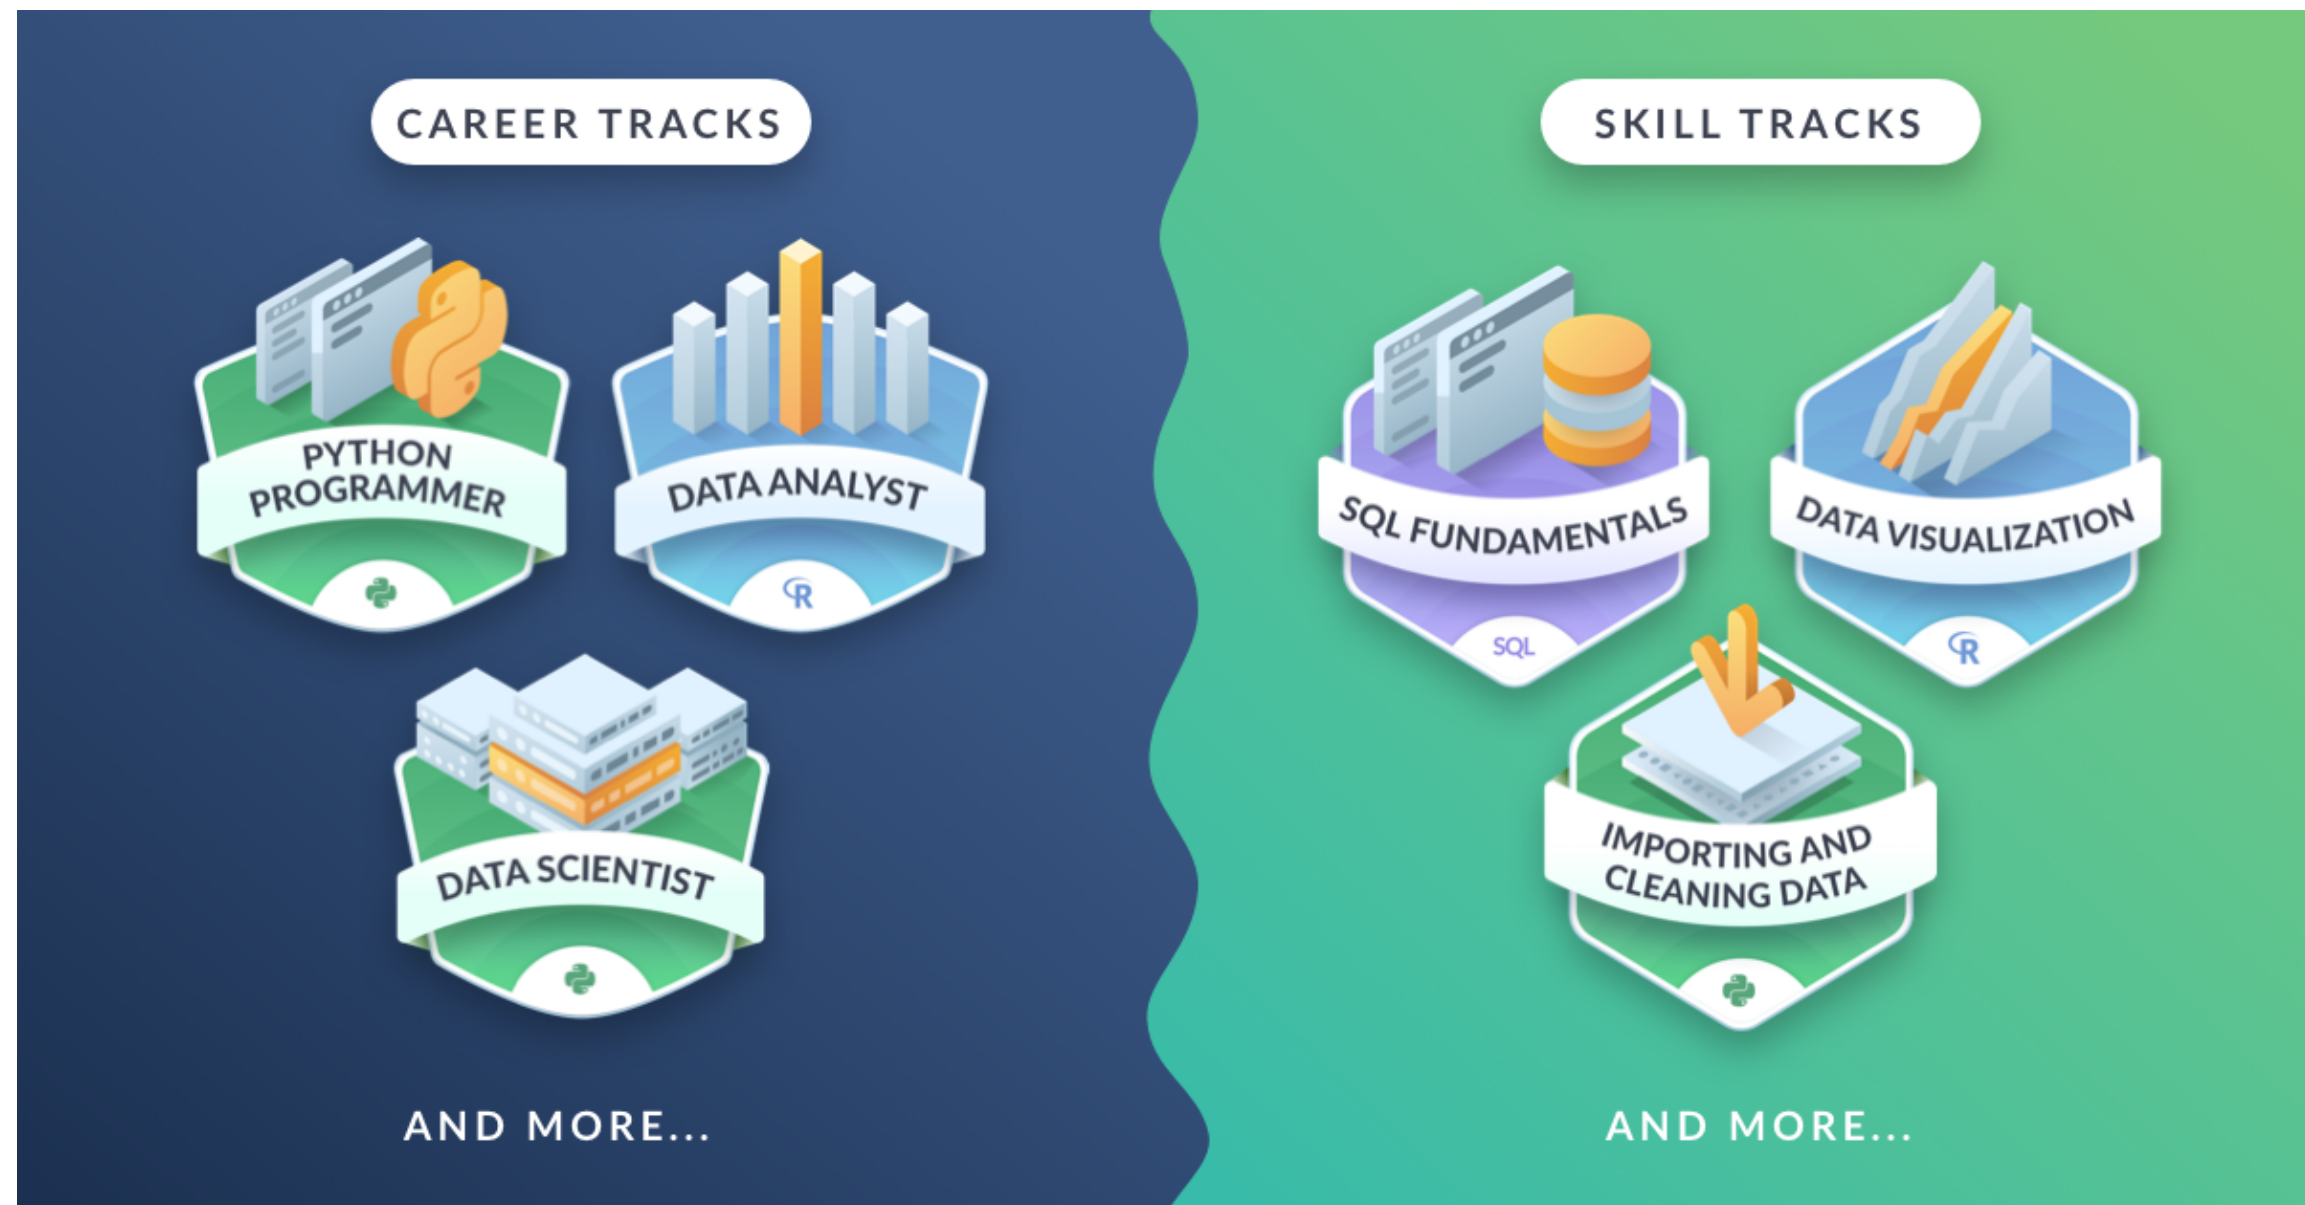 CAREER TRACKS
PYTHON
PROGRAMMER
DATA ANALYST
R
DATA SCIENTIST
AND MORE...
SKILL TRACKS
SQL FUNDAMENTALS
SQL
DATA VISUALIZATION
R
IMPORTING AND
CLEANING DATA
AND MORE...